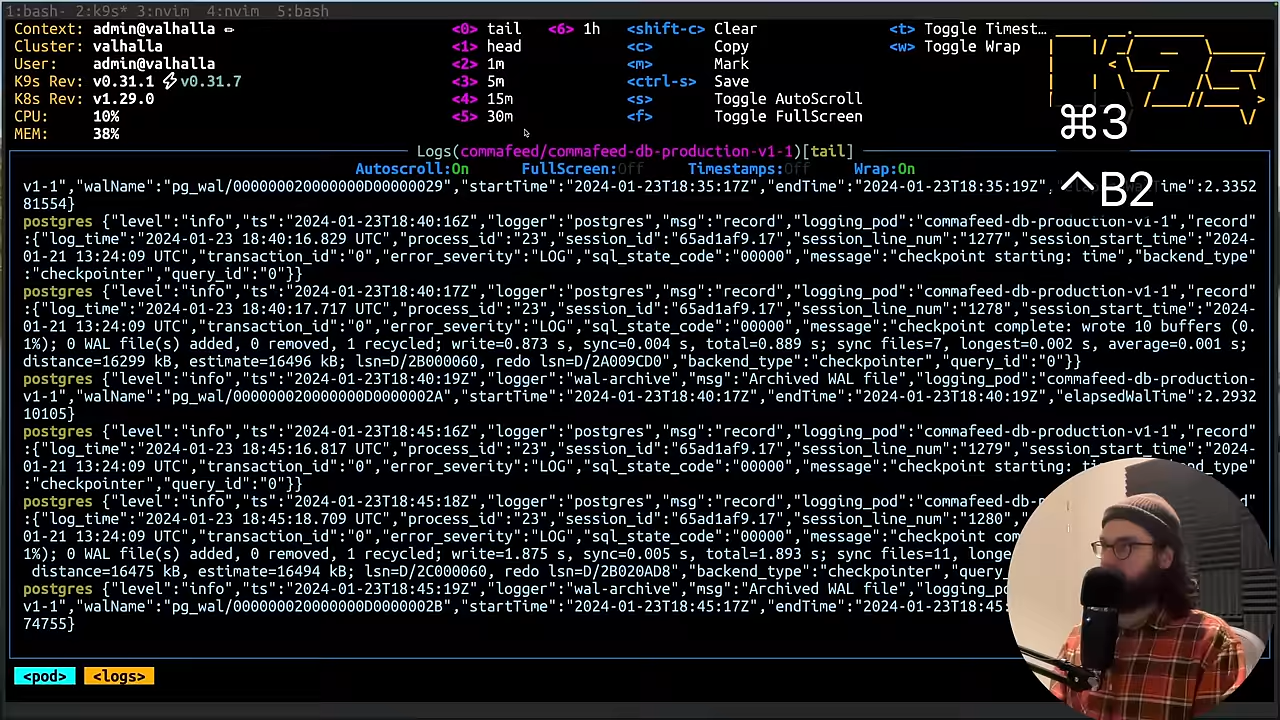 1:bash- 2:k9s* 3:nvim  4:nvim  5:bash
Context: admin@valhalla
Cluster: valhalla
User: admin@valhalla
K9s Rev: v0.31.1 ⚡v0.31.7
K8s Rev: v1.29.0
CPU: 10%
MEM: 38%
<0> tail <6> 1h
<1> head
<2> 1m
<3> 5m
<4> 15m
<5> 30m
<shift-c> Clear
<c> Copy
<m> Mark
<ctrl-s> Save
<s> Toggle AutoScroll
<f> Toggle FullScreen
<t> Toggle Timest…
<w> Toggle Wrap
K9s
⌘3
^B2
Logs(commafeed/commafeed-db-production-v1-1)[tail]
Autoscroll:On FullScreen:Off Timestamps:Off Wrap:On
v1-1","walName":"pg_wal/000000020000000D00000029","startTime":"2024-01-23T18:35:17Z","endTime":"2024-01-23T18:35:19Z", :2.3352
81554}
postgres {"level":"info","ts":"2024-01-23T18:40:16Z","logger":"postgres","msg":"record","logging_pod":"commafeed-db-production-v1-1","record"
:{"log_time":"2024-01-23 18:40:16.829 UTC","process_id":"23","session_id":"65ad1af9.17","session_line_num":"1277","session_start_time":"2024-
01-21 13:24:09 UTC","transaction_id":"0","error_severity":"LOG","sql_state_code":"00000","message":"checkpoint starting: time","backend_type"
:"checkpointer","query_id":"0"}}
postgres {"level":"info","ts":"2024-01-23T18:40:17Z","logger":"postgres","msg":"record","logging_pod":"commafeed-db-production-v1-1","record"
:{"log_time":"2024-01-23 18:40:17.717 UTC","process_id":"23","session_id":"65ad1af9.17","session_line_num":"1278","session_start_time":"2024-
01-21 13:24:09 UTC","transaction_id":"0","error_severity":"LOG","sql_state_code":"00000","message":"checkpoint complete: wrote 10 buffers (0.
1%); 0 WAL file(s) added, 0 removed, 1 recycled; write=0.873 s, sync=0.004 s, total=0.889 s; sync files=7, longest=0.002 s, average=0.001 s;
distance=16299 kB, estimate=16496 kB; lsn=D/2B000060, redo lsn=D/2A009CD0","backend_type":"checkpointer","query_id":"0"}}
postgres {"level":"info","ts":"2024-01-23T18:40:19Z","logger":"wal-archive","msg":"Archived WAL file","logging_pod":"commafeed-db-production-
v1-1","walName":"pg_wal/000000020000000D0000002A","startTime":"2024-01-23T18:40:17Z","endTime":"2024-01-23T18:40:19Z","elapsedWalTime":2.2932
10105}
postgres {"level":"info","ts":"2024-01-23T18:45:16Z","logger":"postgres","msg":"record","logging_pod":"commafeed-db-production-v1-1","record"
:{"log_time":"2024-01-23 18:45:16.817 UTC","process_id":"23","session_id":"65ad1af9.17","session_line_num":"1279","session_start_time":"2024-
01-21 13:24:09 UTC","transaction_id":"0","error_severity":"LOG","sql_state_code":"00000","message":"checkpoint starting: _type"
:"checkpointer","query_id":"0"}}
postgres {"level":"info","ts":"2024-01-23T18:45:18Z","logger":"postgres","msg":"record","logging_pod":"commafeed-db-
:{"log_time":"2024-01-23 18:45:18.709 UTC","process_id":"23","session_id":"65ad1af9.17","session_line_num":"1280",
01-21 13:24:09 UTC","transaction_id":"0","error_severity":"LOG","sql_state_code":"00000","message":"checkpoint
1%); 0 WAL file(s) added, 0 removed, 1 recycled; write=1.875 s, sync=0.005 s, total=1.893 s; sync files=11,
distance=16475 kB, estimate=16494 kB; lsn=D/2C000060, redo lsn=D/2B020AD8","backend_type":"checkpointer","query_
postgres {"level":"info","ts":"2024-01-23T18:45:19Z","logger":"wal-archive","msg":"Archived WAL file",
v1-1","walName":"pg_wal/000000020000000D0000002B","startTime":"2024-01-23T18:45:17Z","endTime":"2024-01-23T18:45:
74755}
<pod> <logs>